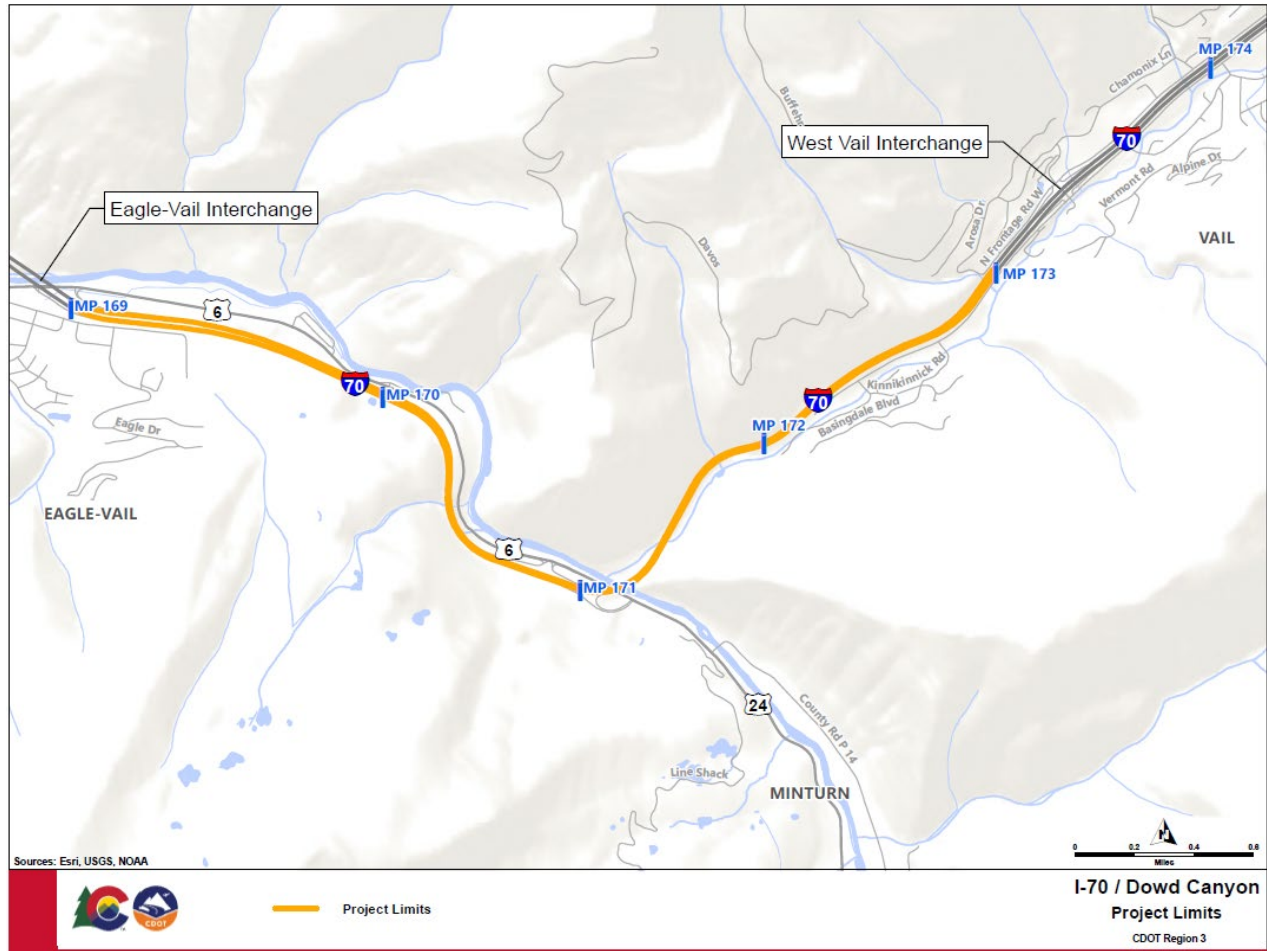 MP 174
Chamonix Ln
Buffehr
West Vail Interchange
70
Alpine Dr
Vermont Rd
Eagle-Vail Interchange
Arosa Dr
N Frontage Rd W
VAIL
Davos
MP 173
MP 169
6
Kinnikinnick Rd
70
MP 170
70
Basingdale Blvd
MP 172
Eagle Dr
EAGLE-VAIL
6
MP 171
24
County Rd P 14
Line Shack
MINTURN
N
0 0.2 0.4 0.6
Miles
Sources: Esri, USGS, NOAA
CDOT
Project Limits
I-70 / Dowd Canyon
Project Limits
CDOT Region 3